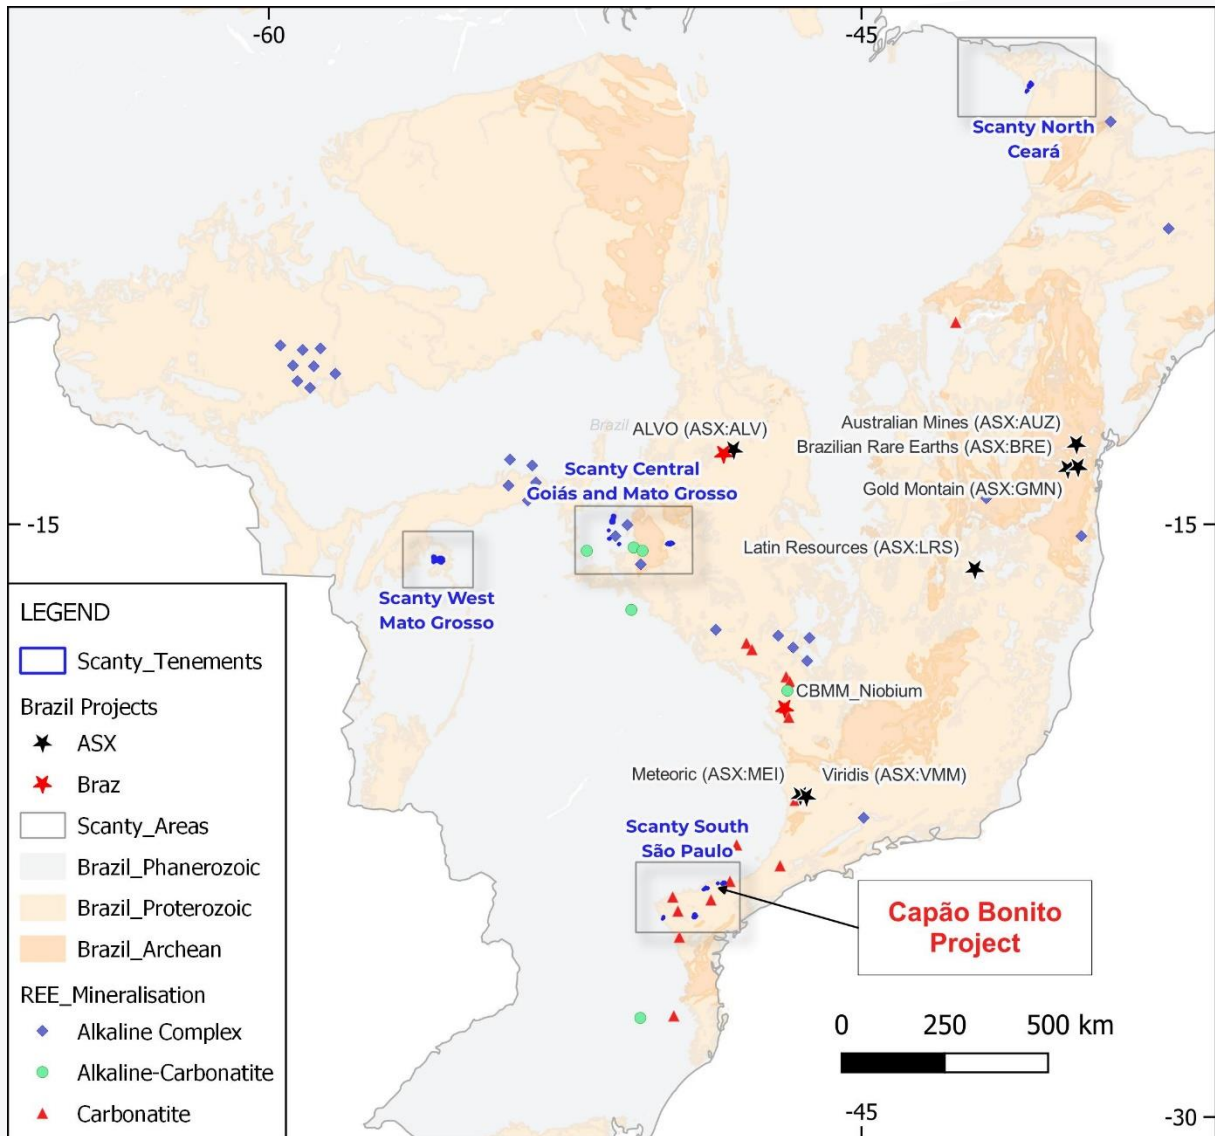 -60
-45
Scanty North
Ceará
Brazil
ALVO (ASX:ALV)
Australian Mines (ASX:AUZ)
Brazilian Rare Earths (ASX:BRE)
Gold Montain (ASX:GMN)
Scanty Central
Goiás and Mato Grosso
-15
-15
Latin Resources (ASX:LRS)
Scanty West
Mato Grosso
CBMM_Niobium
Meteoric (ASX:MEI)
Viridis (ASX:VMM)
Scanty South
São Paulo
Capão Bonito
Project
LEGEND
Scanty_Tenements
Brazil Projects
ASX
Braz
Scanty_Areas
Brazil_Phanerozoic
Brazil_Proterozoic
Brazil_Archean
REE_Mineralisation
Alkaline Complex
Alkaline-Carbonatite
Carbonatite
0 250 500 km
-45
-30